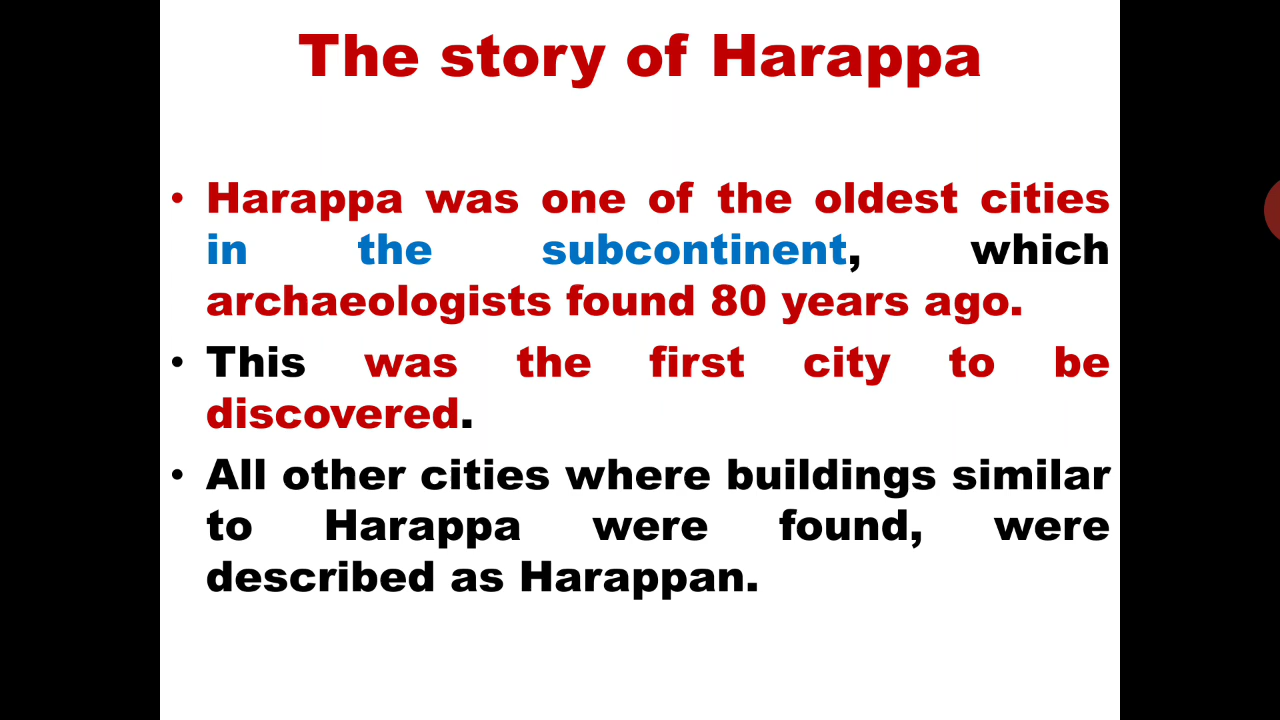 The story of Harappa
• Harappa was one of the oldest cities
in the subcontinent, which
archaeologists found 80 years ago.
• This was the first city to be
discovered.
• All other cities where buildings similar
to Harappa were found, were
described as Harappan.